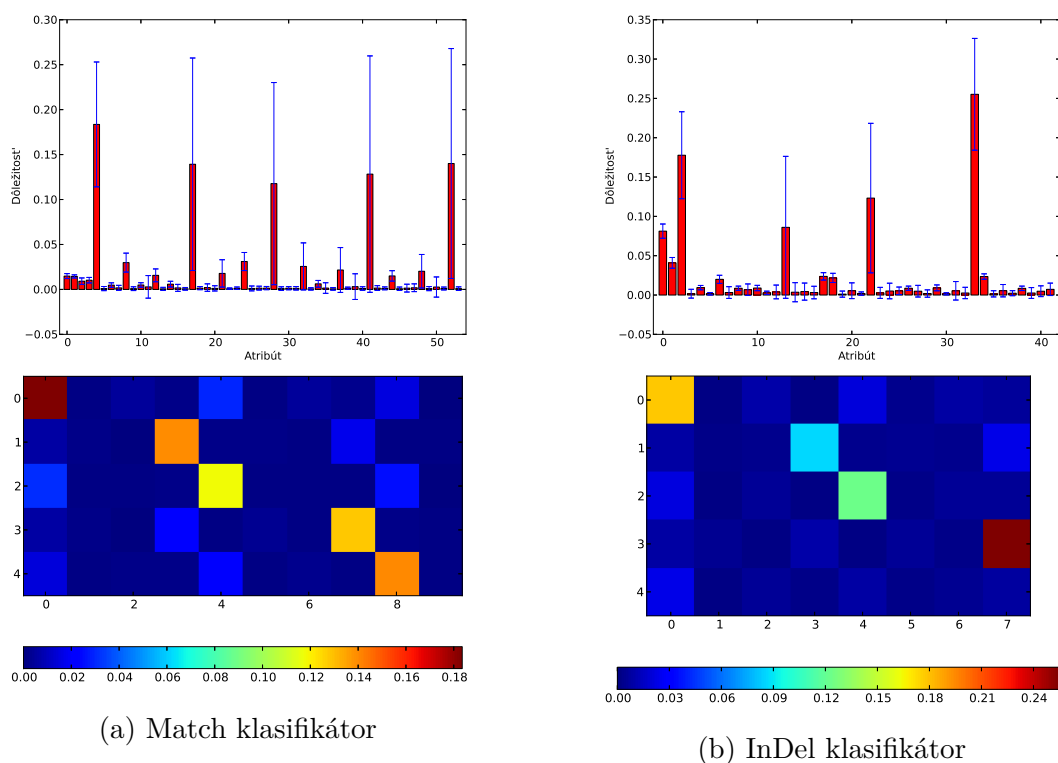 0.30
0.25
0.20
0.15
0.10
0.05
0.00
−0.05
Dôležitost'
0 10 20 30 40 50
Atribút
0
1
2
3
4
0 2 4 6 8
0.00 0.02 0.04 0.06 0.08 0.10 0.12 0.14 0.16 0.18
(a) Match klasifikátor
0.35
0.30
0.25
0.20
0.15
0.10
0.05
0.00
−0.05
Dôležitost'
0 10 20 30 40
Atribút
0
1
2
3
4
0 1 2 3 4 5 6 7
0.00 0.03 0.06 0.09 0.12 0.15 0.18 0.21 0.24
(b) InDel klasifikátor